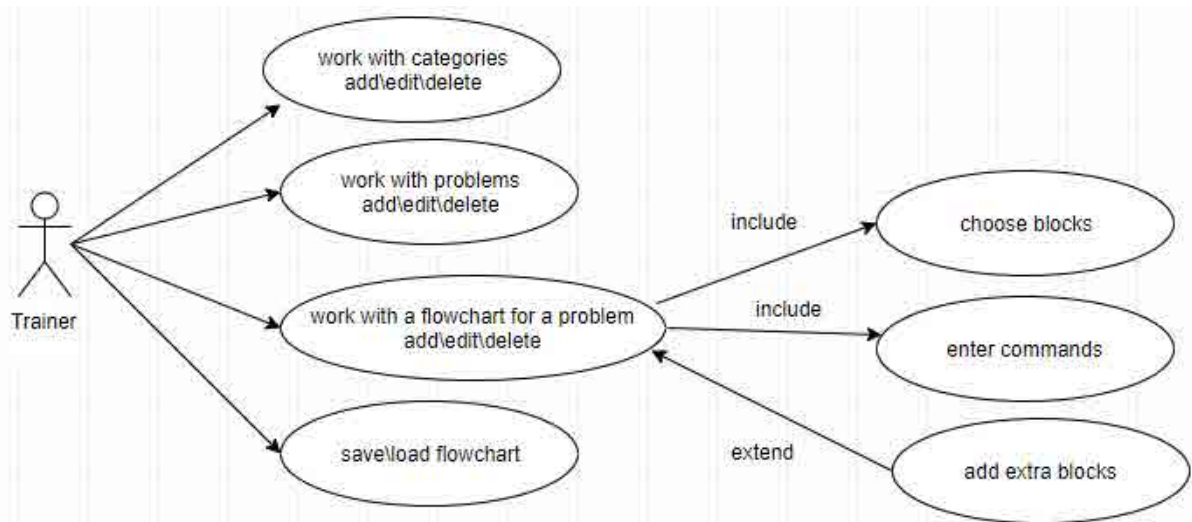 work with categories
add\edit\delete
work with problems
add\edit\delete
Trainer
work with a flowchart for a problem
add\edit\delete
save\load flowchart
include
choose blocks
include
enter commands
extend
add extra blocks